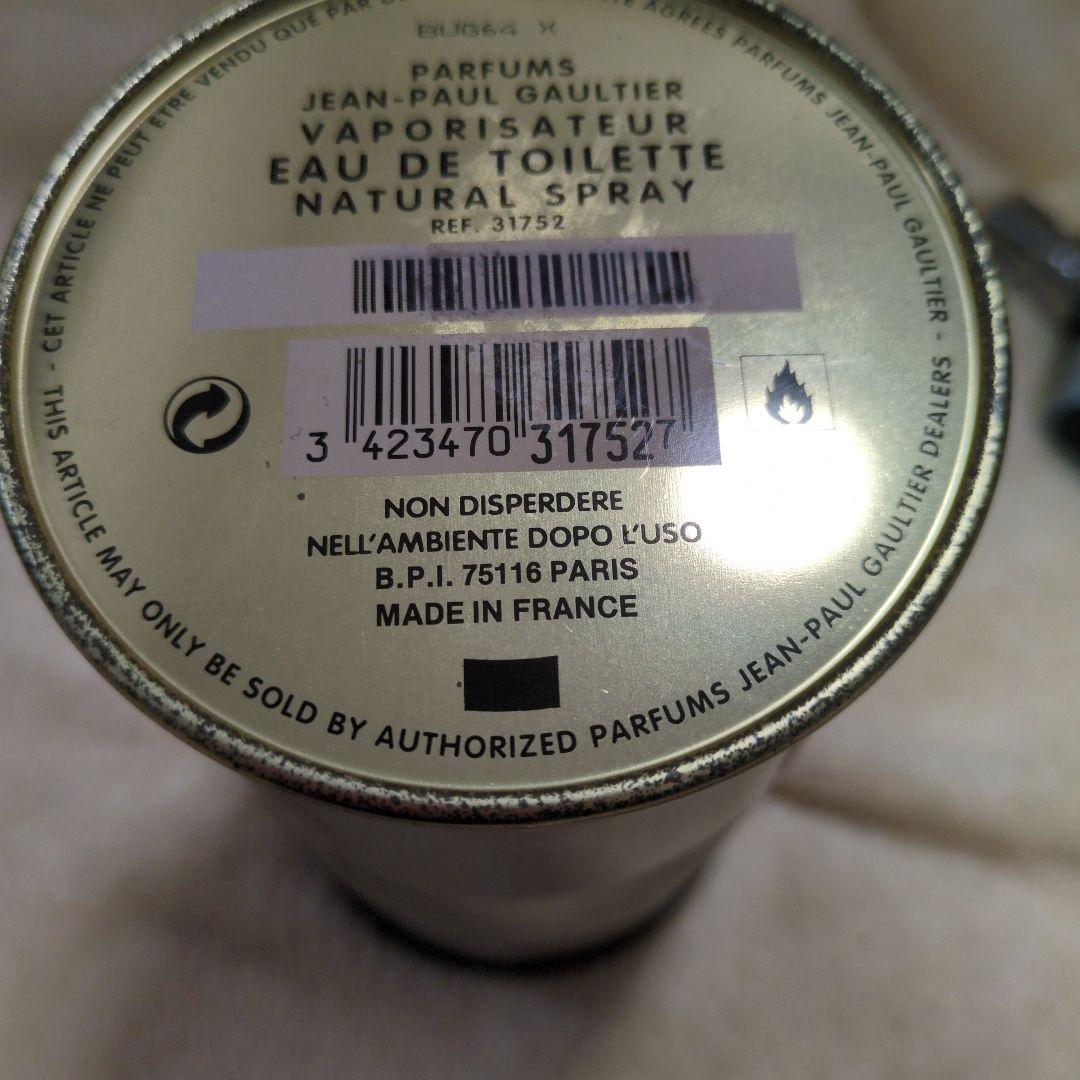 PARFUMS
JEAN-PAUL GAULTIER
VAPORISATEUR
EAU DE TOILETTE
NATURAL SPRAY
REF. 31752
3 423470 317527
NON DISPERDERE
NELL'AMBIENTE DOPO L'USO
B.P.I. 75116 PARIS
MADE IN FRANCE
THIS ARTICLE MAY ONLY BE SOLD BY AUTHORIZED PARFUMS JEAN-PAUL GAULTIER DEALERS -
CET ARTICLE NE PEUT ETRE VENDU QUE PAR AGREES PARFUMS JEAN-PAUL GAULTIER -